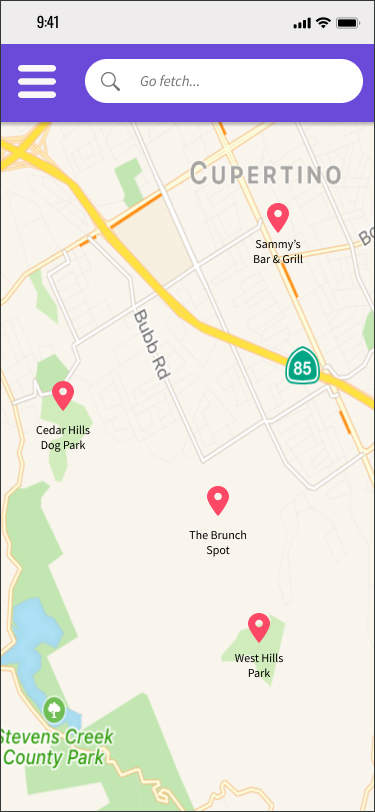 9:41
Go fetch...
CUPERTINO
Sammy's
Bar & Grill
Bubb Rd
85
Cedar Hills
Dog Park
The Brunch
Spot
West Hills
Park
Stevens Creek
County Park